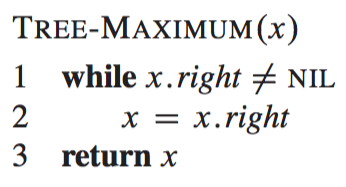 TREE-MAXIMUM(x)
1 while x.right ≠ NIL
2 x = x.right
3 return x